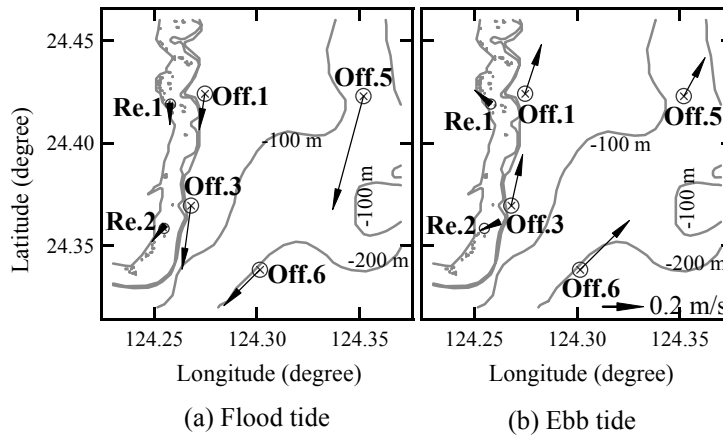 24.45
24.40
24.35
Latitude (degree)
Re.1
Off.1
Off.5
-100 m
Off.3
-100 m
Re.2
-200 m
Off.6
124.25
124.30
124.35
Longitude (degree)
(a) Flood tide
Re.1
Off.1
Off.5
-100 m
Re.2
Off.3
-100 m
-200 m
Off.6
0.2 m/s
124.25
124.30
124.35
Longitude (degree)
(b) Ebb tide